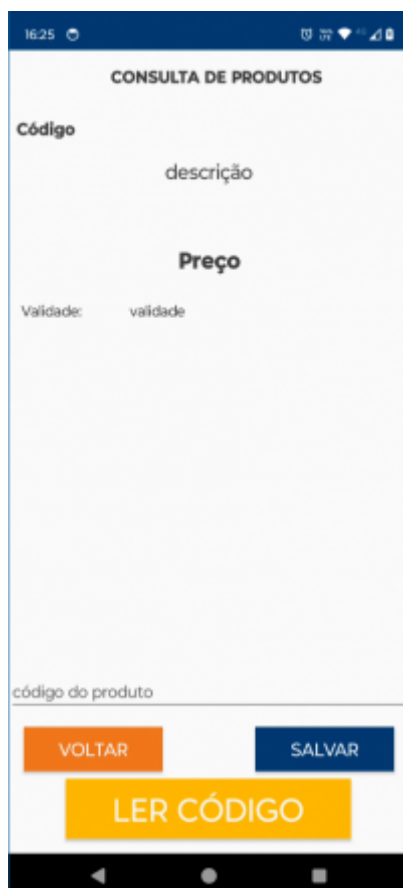 16:25
CONSULTA DE PRODUTOS
Código
descrição
Preço
Validade: validade
código do produto
VOLTAR SALVAR
LER CÓDIGO